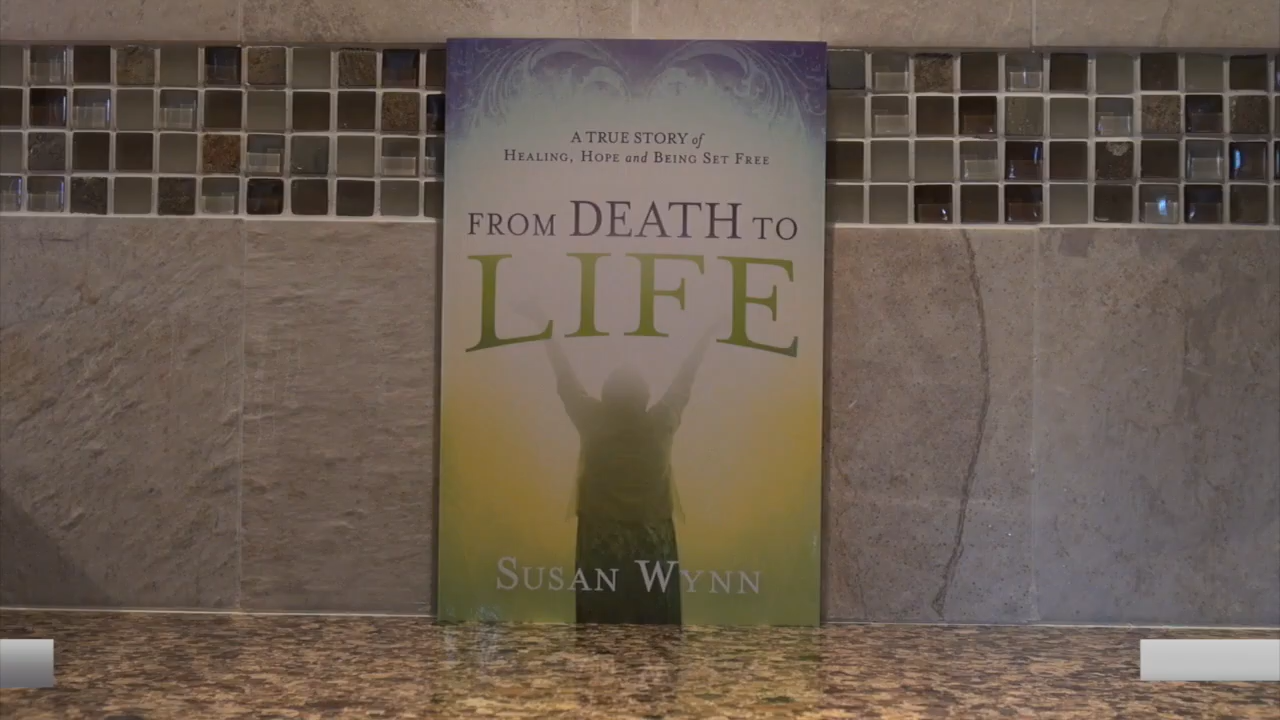 A TRUE STORY of
HEALING, HOPE and BEING SET FREE
FROM DEATH TO
LIFE
SUSAN WYNN